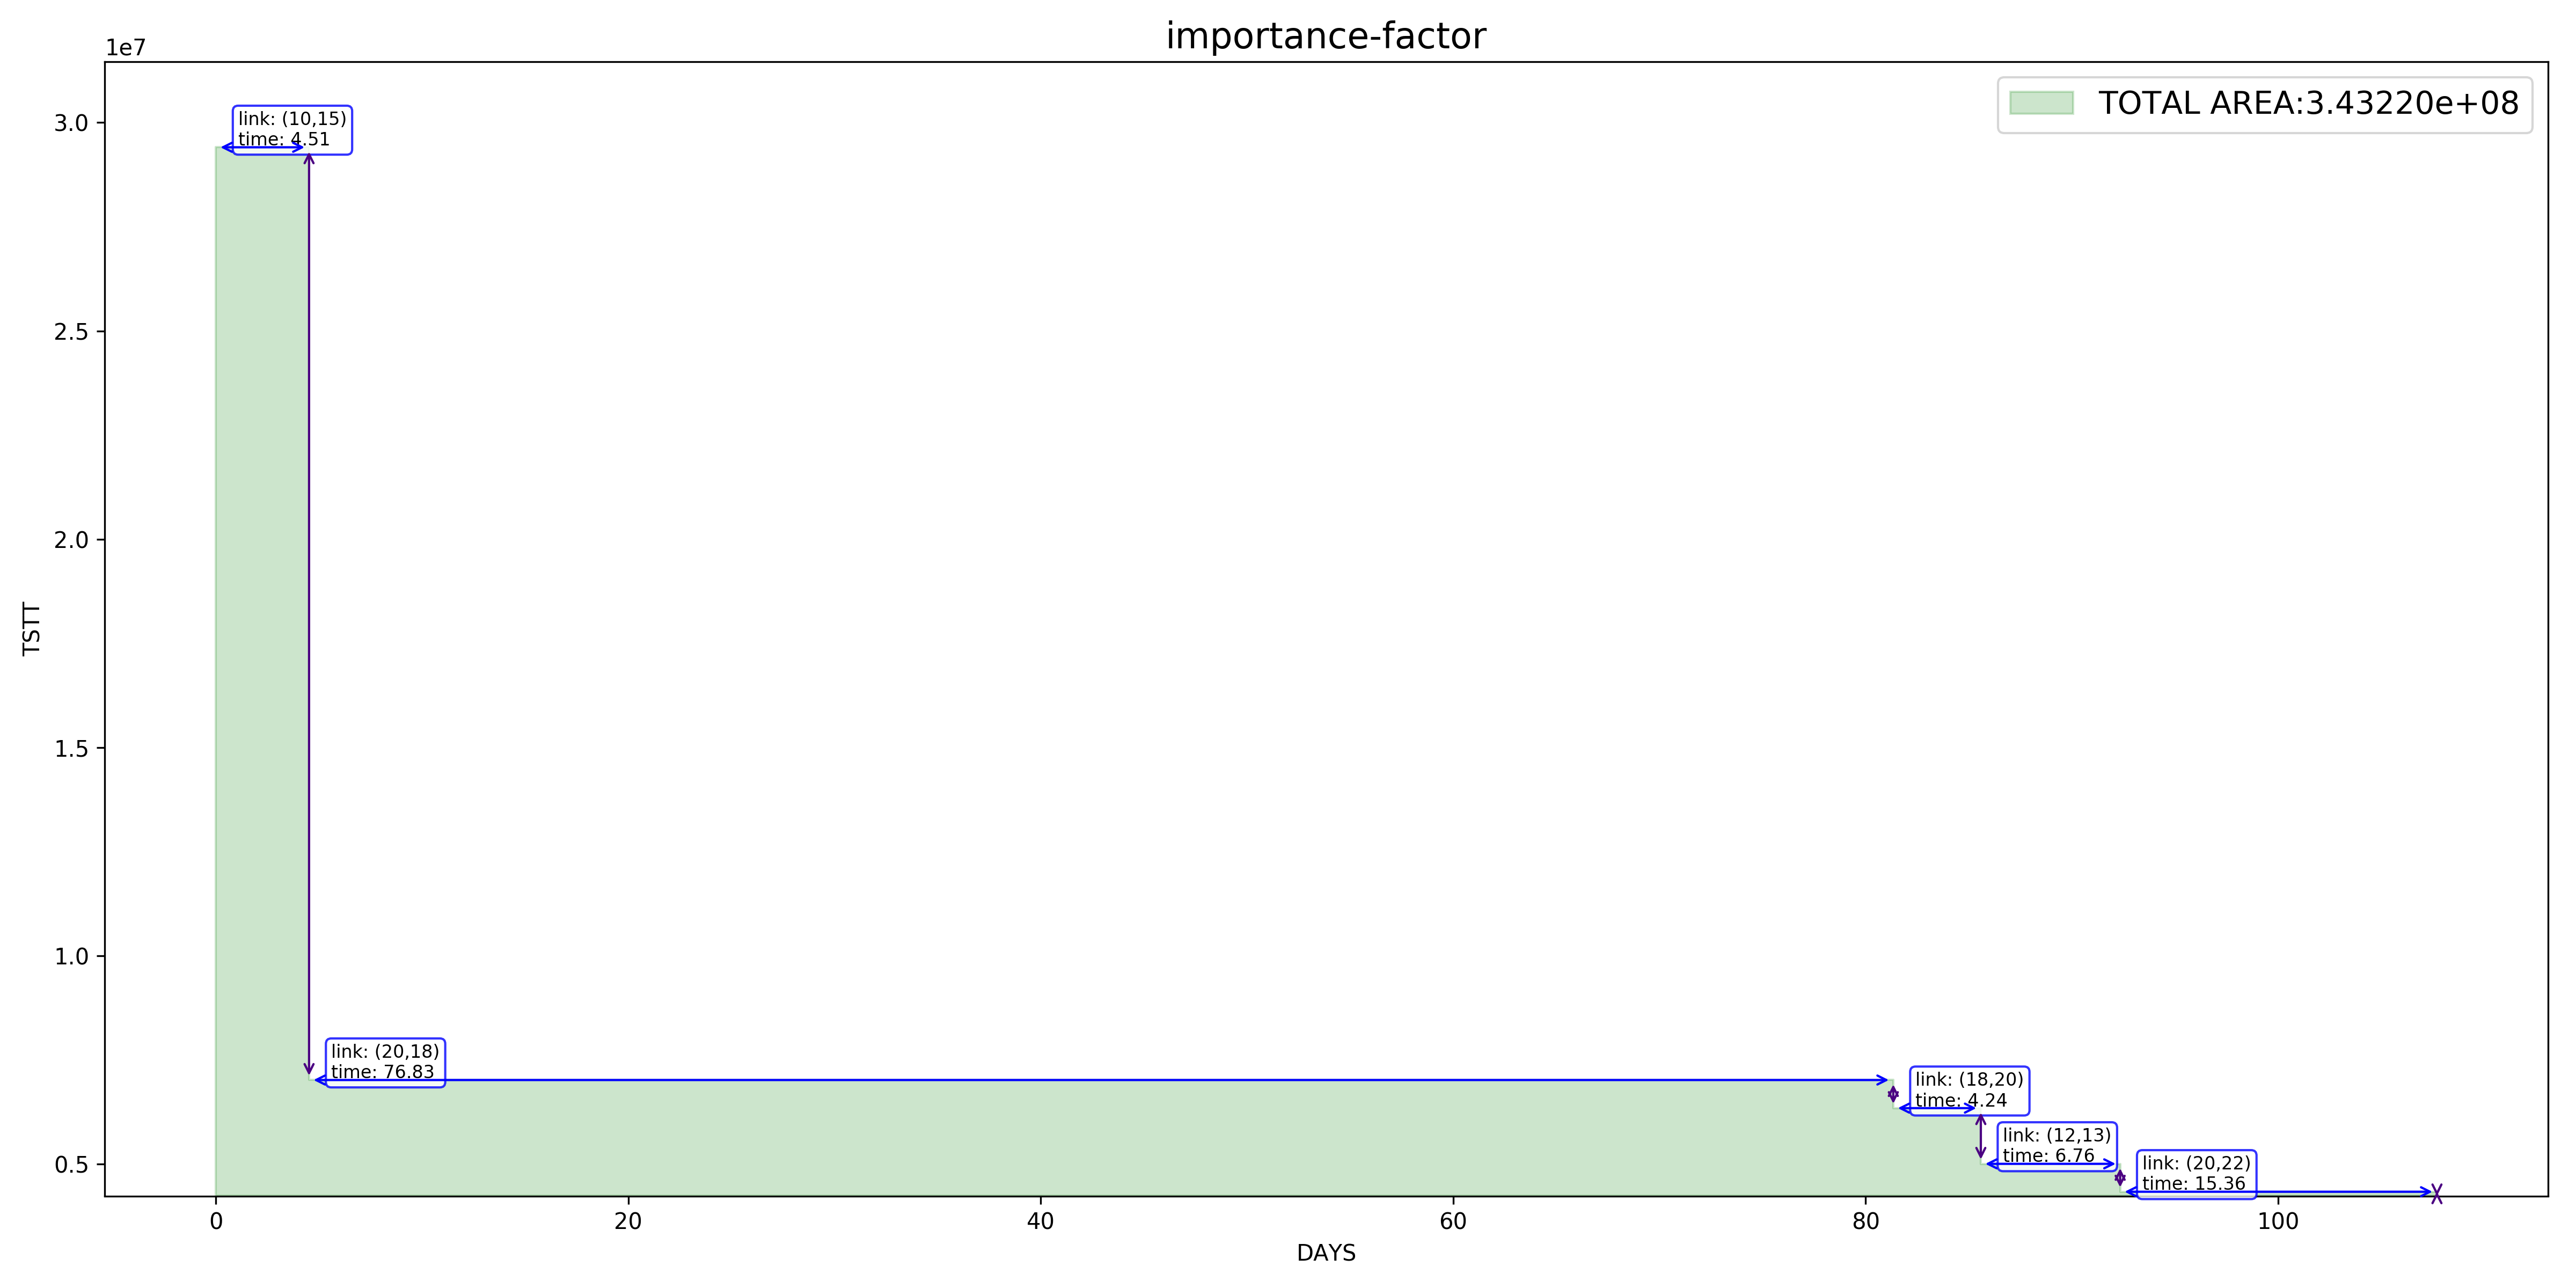 importance-factor
1e7
TOTAL AREA:3.43220e+08
3.0
2.5
2.0
1.5
1.0
0.5
TSTT
link: (10,15)
time: 4.51
link: (20,18)
time: 76.83
link: (18,20)
time: 4.24
link: (12,13)
time: 6.76
link: (20,22)
time: 15.36
0
20
40
60
80
100
DAYS